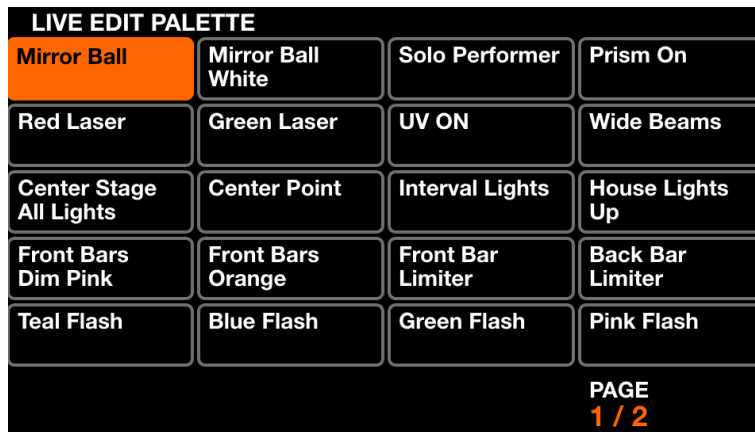 LIVE EDIT PALETTE
Mirror Ball
Mirror Ball
White
Solo Performer
Prism On
Red Laser
Green Laser
UV ON
Wide Beams
Center Stage
All Lights
Center Point
Interval Lights
House Lights
Up
Front Bars
Dim Pink
Front Bars
Orange
Front Bar
Limiter
Back Bar
Limiter
Teal Flash
Blue Flash
Green Flash
Pink Flash
PAGE
1 / 2